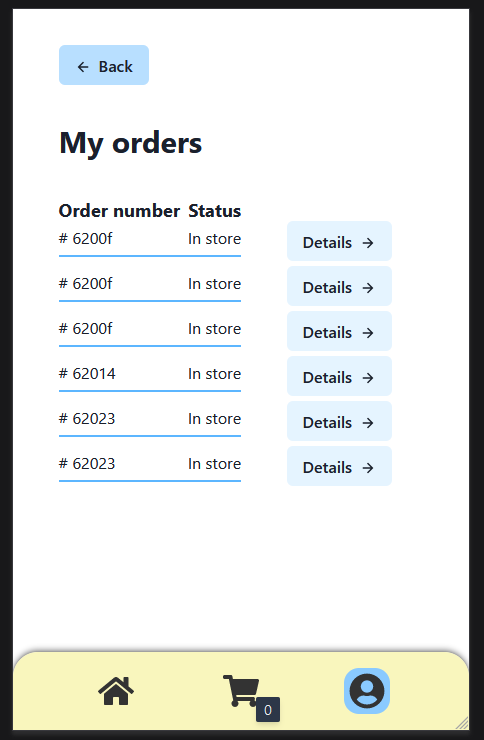 Back
My orders
Order number Status
# 6200f In store Details
# 6200f In store Details
# 6200f In store Details
# 62014 In store Details
# 62023 In store Details
# 62023 In store Details
0